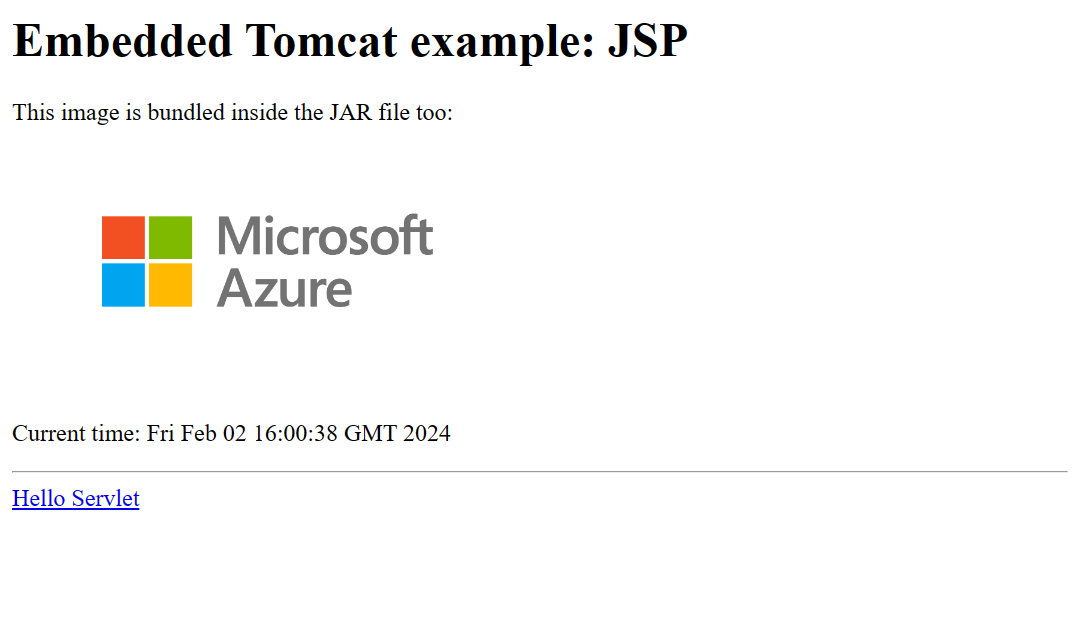 Embedded Tomcat example: JSP
This image is bundled inside the JAR file too:
Microsoft
Azure
Current time: Fri Feb 02 16:00:38 GMT 2024
Hello Servlet